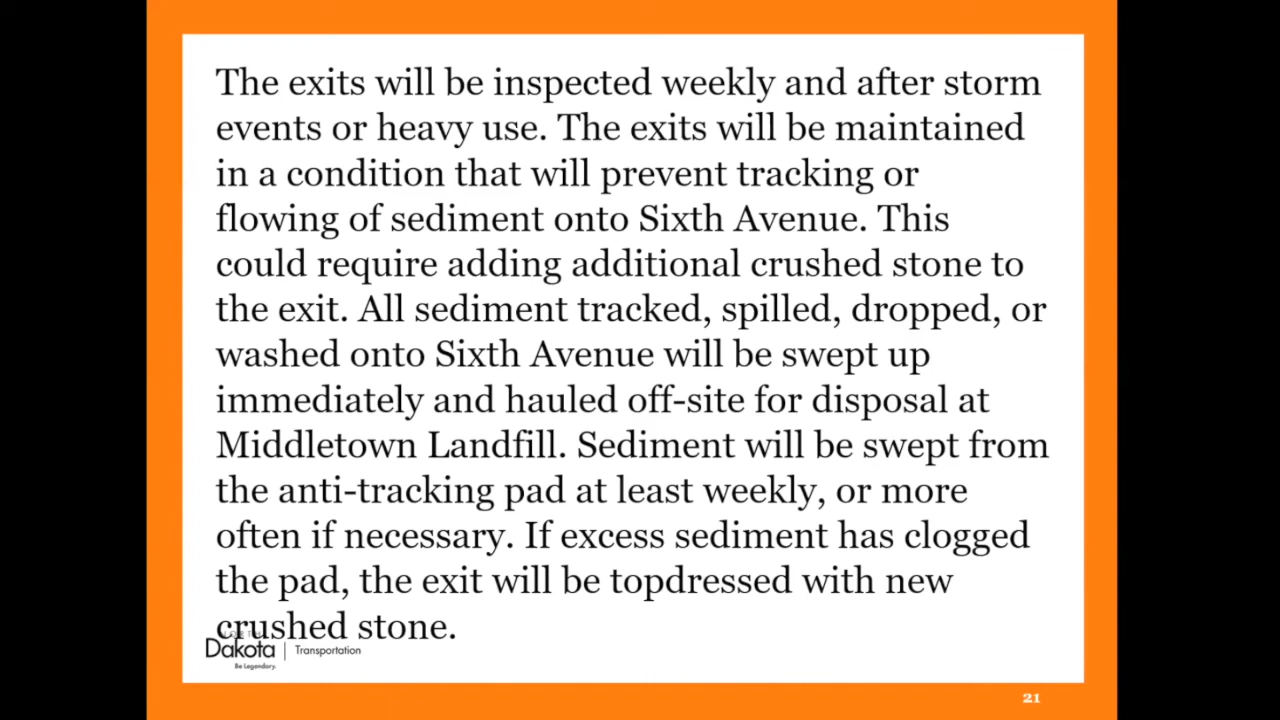 The exits will be inspected weekly and after storm
events or heavy use. The exits will be maintained
in a condition that will prevent tracking or
flowing of sediment onto Sixth Avenue. This
could require adding additional crushed stone to
the exit. All sediment tracked, spilled, dropped, or
washed onto Sixth Avenue will be swept up
immediately and hauled off-site for disposal at
Middletown Landfill. Sediment will be swept from
the anti-tracking pad at least weekly, or more
often if necessary. If excess sediment has clogged
the pad, the exit will be topdressed with new
crushed stone.
NORTH
Dakota | Transportation
Be Legendary.
21